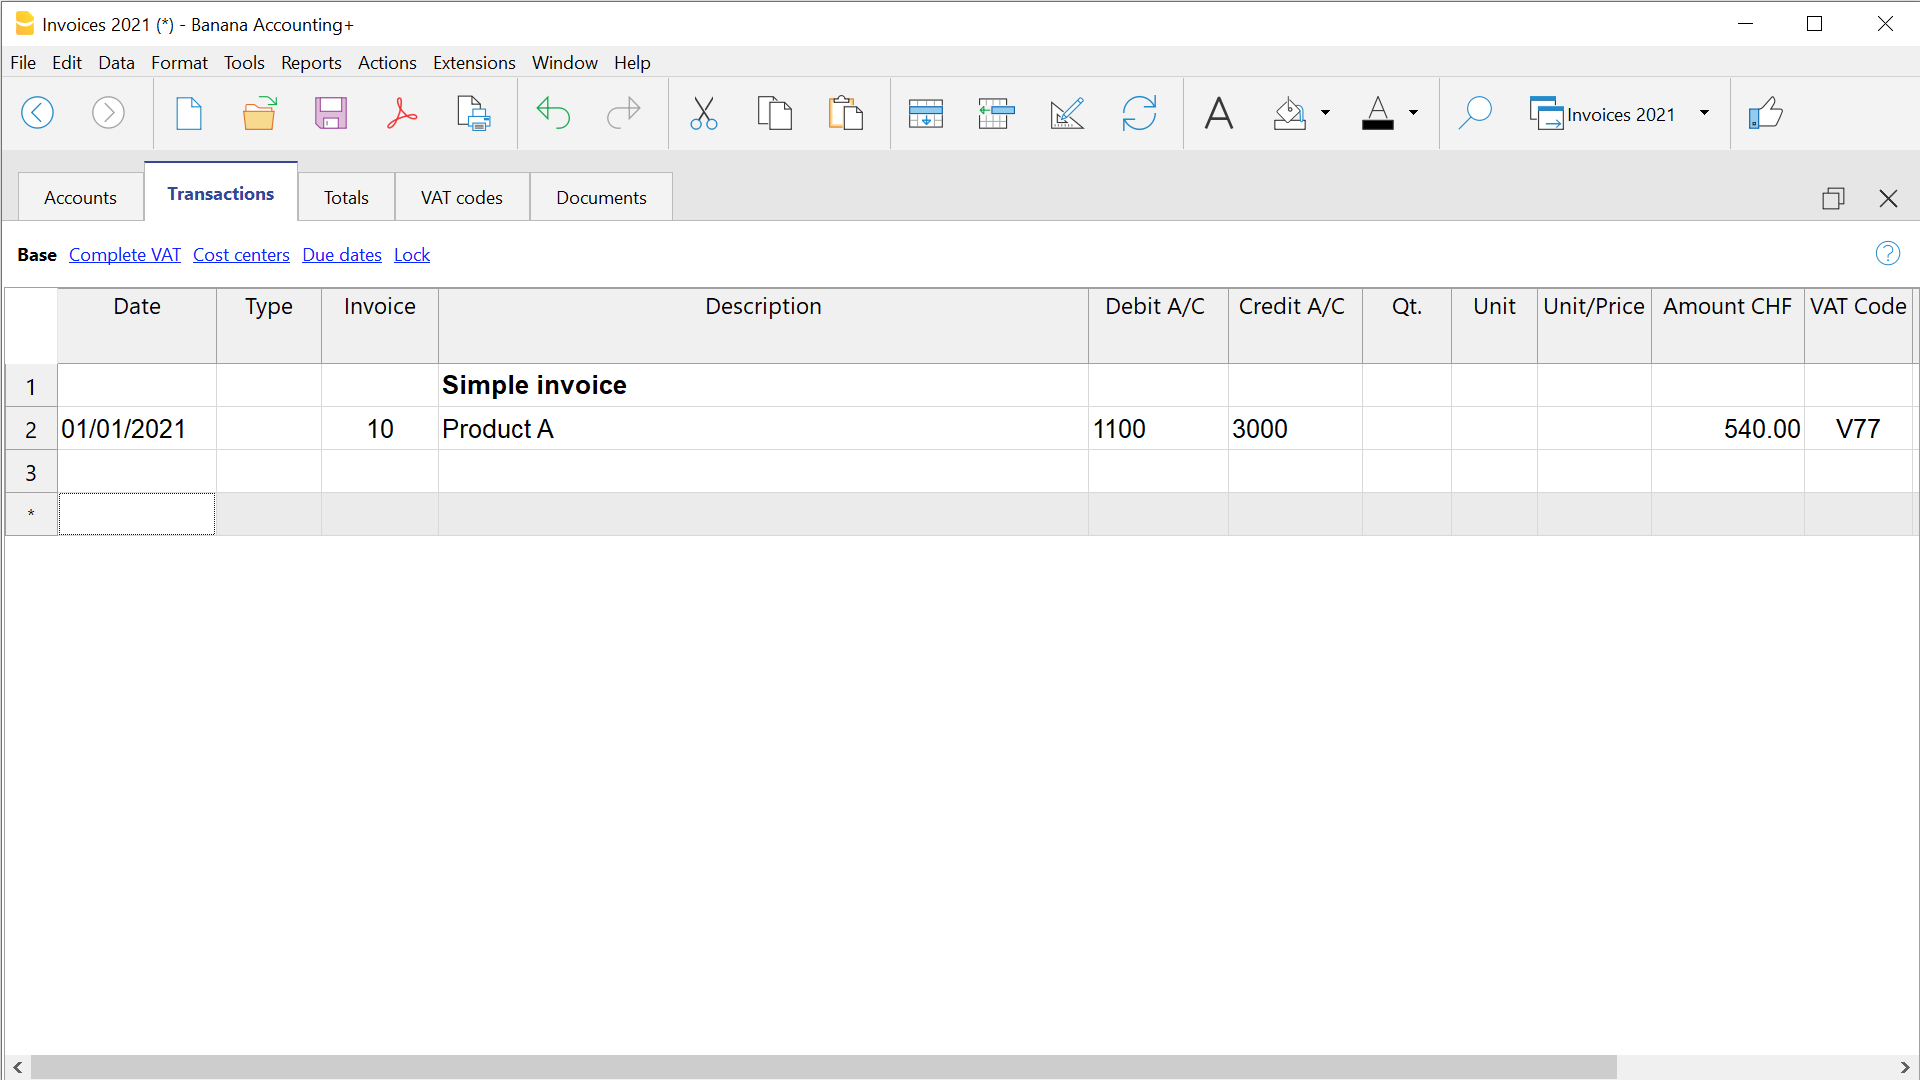 Invoices 2021 (*) - Banana Accounting+
File Edit Data Format Tools Reports Actions Extensions Window Help
Invoices 2021
Accounts Transactions Totals VAT codes Documents
Base Complete VAT Cost centers Due dates Lock
Date Type Invoice Description Debit A/C Credit A/C Qt. Unit Unit/Price Amount CHF VAT Code
1 Simple invoice
2 01/01/2021 10 Product A 1100 3000 540.00 V77
3
*